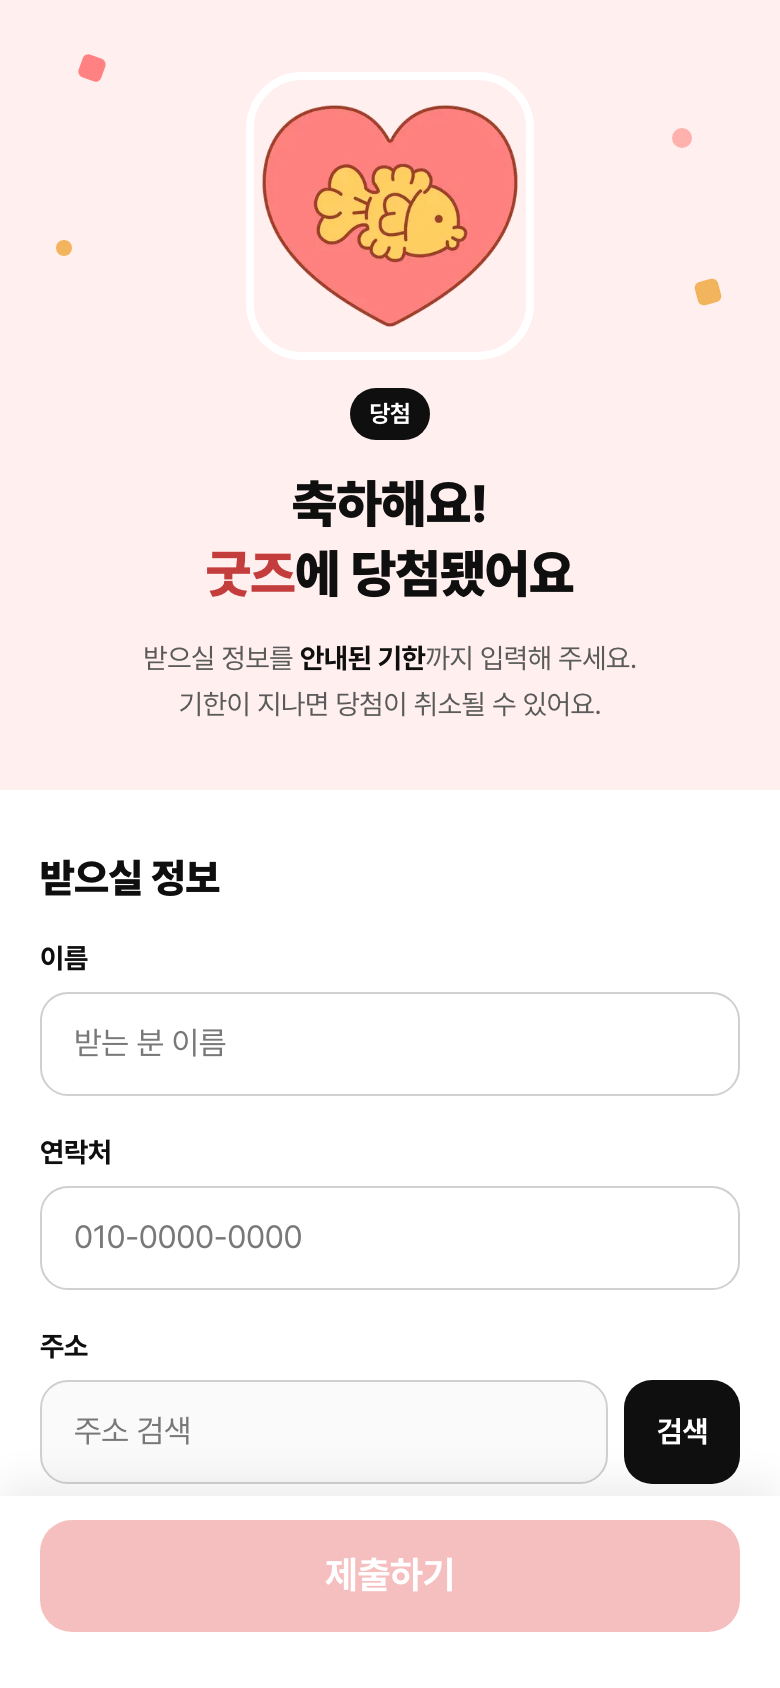 당첨
축하해요!
굿즈에 당첨됐어요
받으실 정보를 안내된 기한까지 입력해 주세요.
기한이 지나면 당첨이 취소될 수 있어요.
받으실 정보
이름
받는 분 이름
연락처
010-0000-0000
주소
주소 검색
검색
제출하기